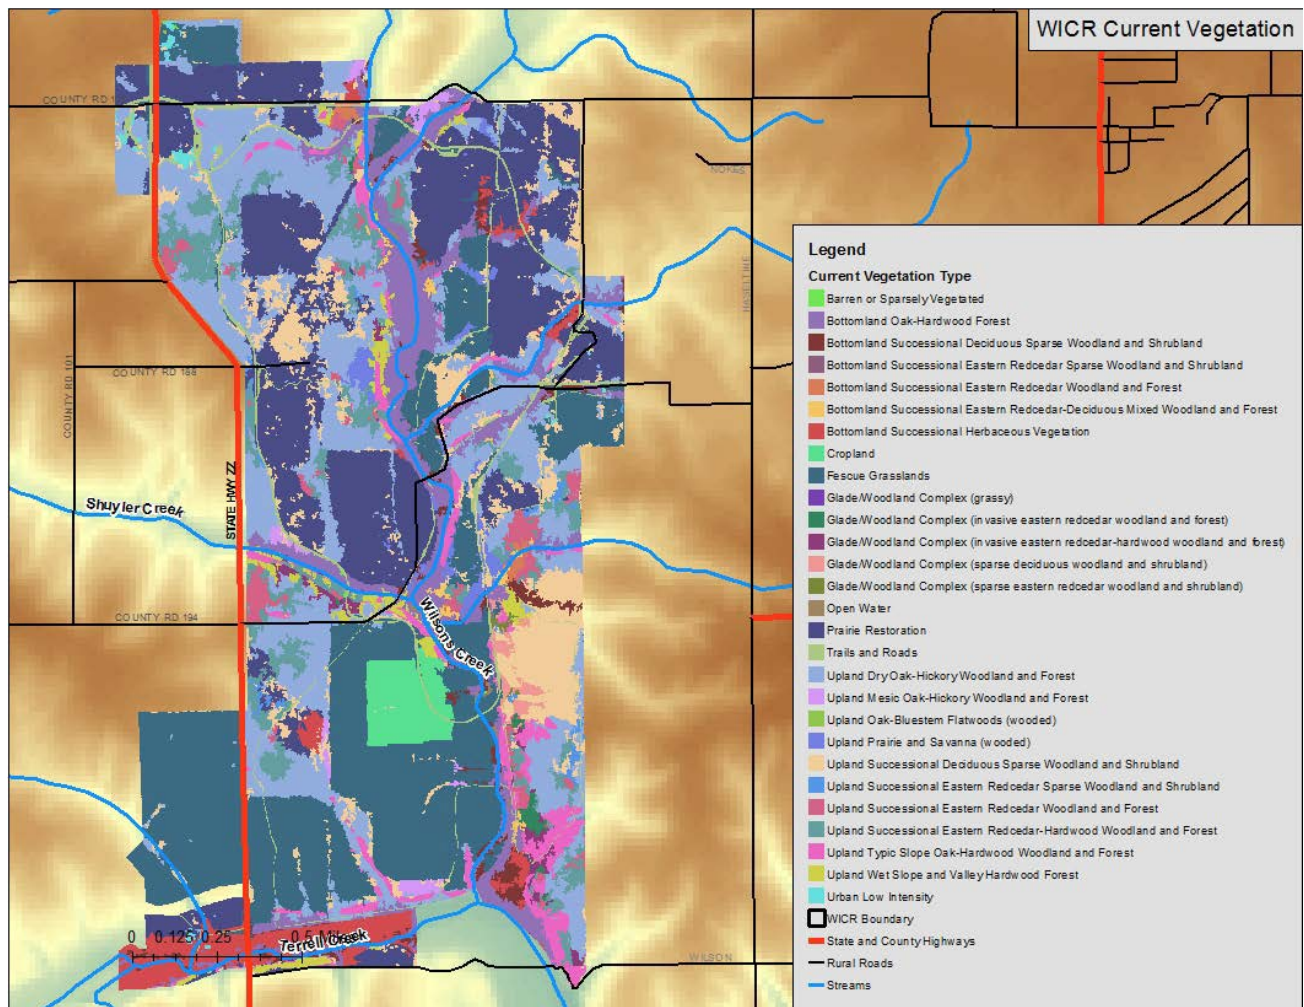 WICR Current Vegetation
COUNTY RD 1
NOKES
HASELTINE
COUNTY RD 101
COUNTY RD 188
STATE HWY ZZ
Shuyler Creek
COUNTY RD 194
Wilsons Creek
0 0.125 0.25 0.5 Miles
Terrell Creek
WILSON
Legend
Current Vegetation Type
Barren or Sparsely Vegetated
Bottomland Oak-Hardwood Forest
Bottomland Successional Deciduous Sparse Woodland and Shrubland
Bottomland Successional Eastern Redcedar Sparse Woodland and Shrubland
Bottomland Successional Eastern Redcedar Woodland and Forest
Bottomland Successional Eastern Redcedar-Deciduous Mixed Woodland and Forest
Bottomland Successional Herbaceous Vegetation
Cropland
Fescue Grasslands
Glade/Woodland Complex (grassy)
Glade/Woodland Complex (invasive eastern redcedar woodland and forest)
Glade/Woodland Complex (invasive eastern redcedar-hardwood woodland and forest)
Glade/Woodland Complex (sparse deciduous woodland and shrubland)
Glade/Woodland Complex (sparse eastern redcedar woodland and shrubland)
Open Water
Prairie Restoration
Trails and Roads
Upland Dry Oak-Hickory Woodland and Forest
Upland Mesic Oak-Hickory Woodland and Forest
Upland Oak-Bluestem Flatwoods (wooded)
Upland Prairie and Savanna (wooded)
Upland Successional Deciduous Sparse Woodland and Shrubland
Upland Successional Eastern Redcedar Sparse Woodland and Shrubland
Upland Successional Eastern Redcedar Woodland and Forest
Upland Successional Eastern Redcedar-Hardwood Woodland and Forest
Upland Typic Slope Oak-Hardwood Woodland and Forest
Upland Wet Slope and Valley Hardwood Forest
Urban Low Intensity
WICR Boundary
State and County Highways
Rural Roads
Streams